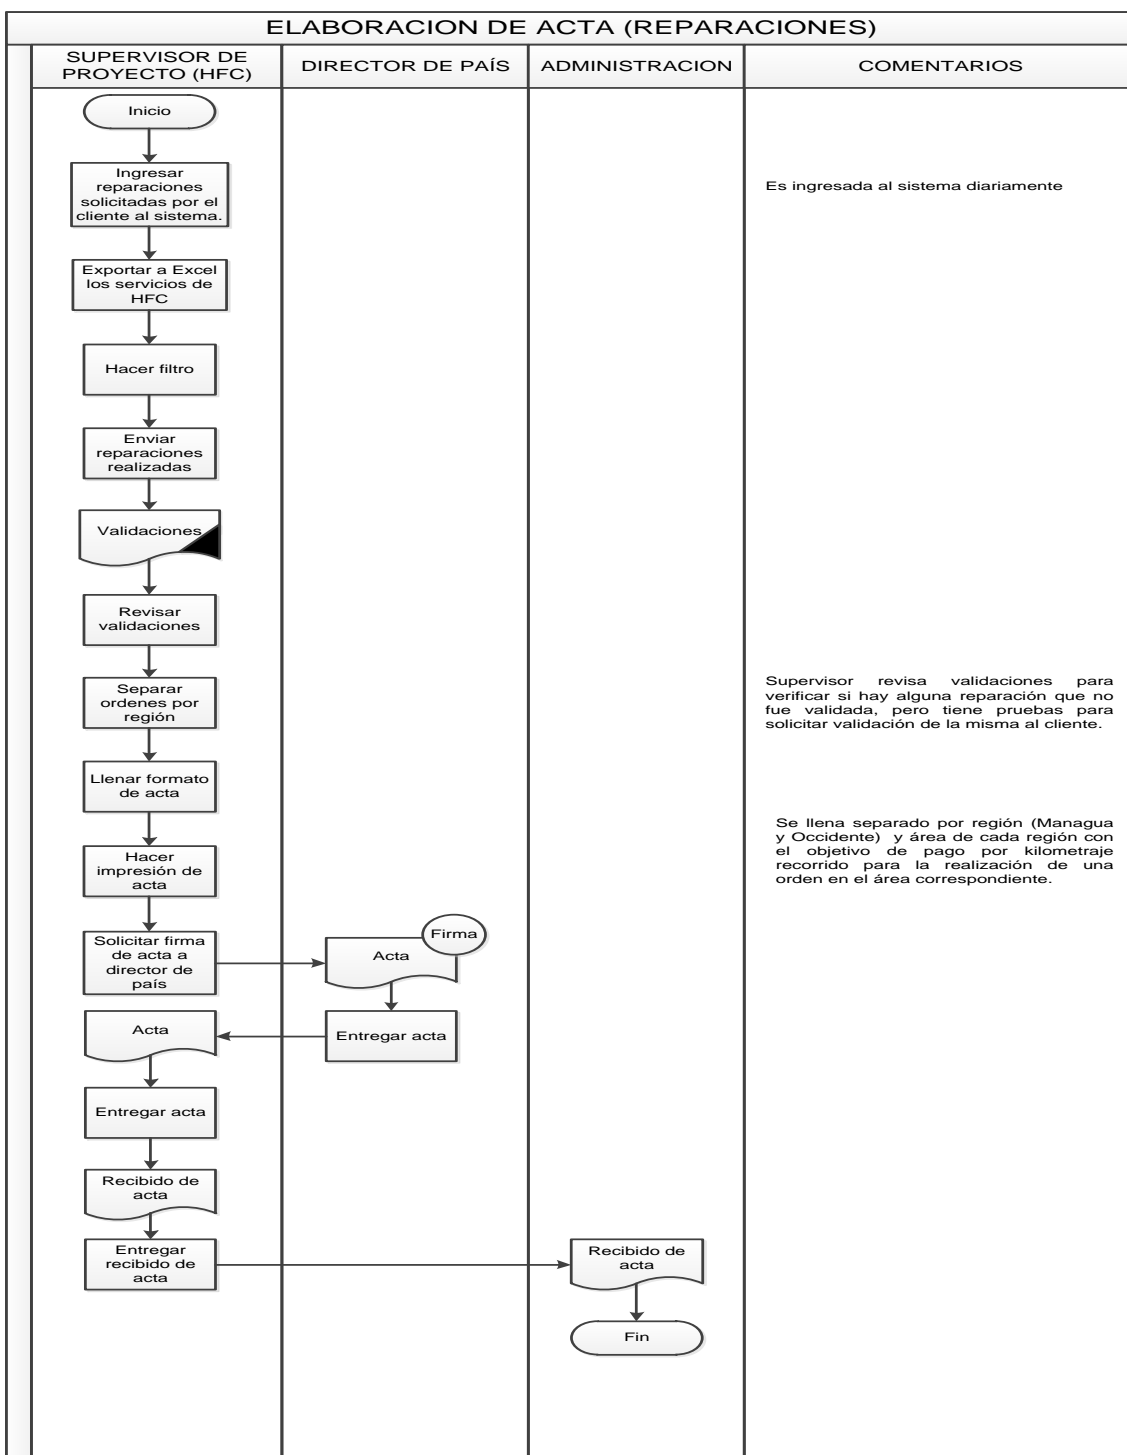 ELABORACION DE ACTA (REPARACIONES)
SUPERVISOR DE
PROYECTO (HFC)
DIRECTOR DE PAÍS
ADMINISTRACION
COMENTARIOS
Inicio
Ingresar
reparaciones
solicitadas por el
cliente al sistema.
Es ingresada al sistema diariamente
Exportar a Excel
los servicios de
HFC
Hacer filtro
Enviar
reparaciones
realizadas
Validaciones
Revisar
validaciones
Separar
ordenes por
región
Supervisor revisa validaciones para
verificar si hay alguna reparación que no
fue validada, pero tiene pruebas para
solicitar validación de la misma al cliente.
Llenar formato
de acta
Hacer
impresión de
acta
Se llena separado por región (Managua
y Occidente) y área de cada región con
el objetivo de pago por kilometraje
recorrido para la realización de una
orden en el área correspondiente.
Solicitar firma
de acta a
director de
país
Firma
Acta
Entregar acta
Acta
Entregar acta
Recibido de
acta
Entregar
recibido de
acta
Recibido de
acta
Fin